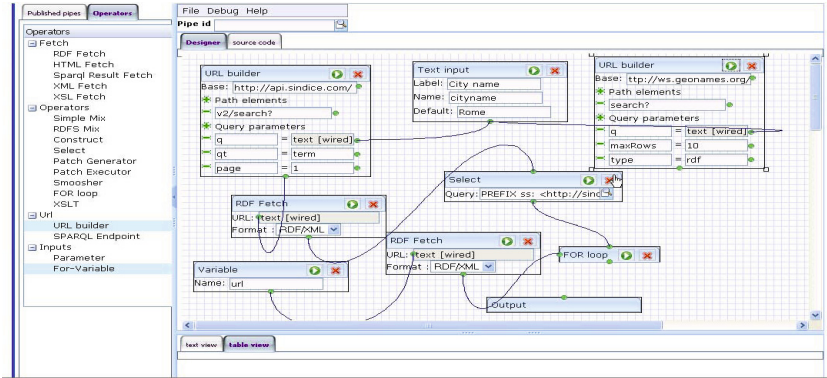 Published pipes Operators
Operators
Fetch
RDF Fetch
HTML Fetch
Sparql Result Fetch
XML Fetch
XSL Fetch
Operators
Simple Mix
RDFS Mix
Construct
Select
Patch Generator
Patch Executor
Smoosher
FOR loop
XSLT
Url
URL builder
SPARQL Endpoint
Inputs
Parameter
For-Variable
File Debug Help
Pipe id
Designer source code
URL builder
Base: http://api.sindice.com/
Path elements
v2/search?
Query parameters
q = text [wired]
qt = term
page = 1
Text input
Label: City name
Name: cityname
Default: Rome
URL builder
Base: ttp://ws.geonames.org/
Path elements
search?
Query parameters
q = text [wired]
maxRows = 10
type = rdf
Select
Query: PREFIX ss: <http://sind
RDF Fetch
URL: text [wired]
Format : RDF/XML
RDF Fetch
URL: text [wired]
Format : RDF/XML
FOR loop
Variable
Name: url
Output
text view table view